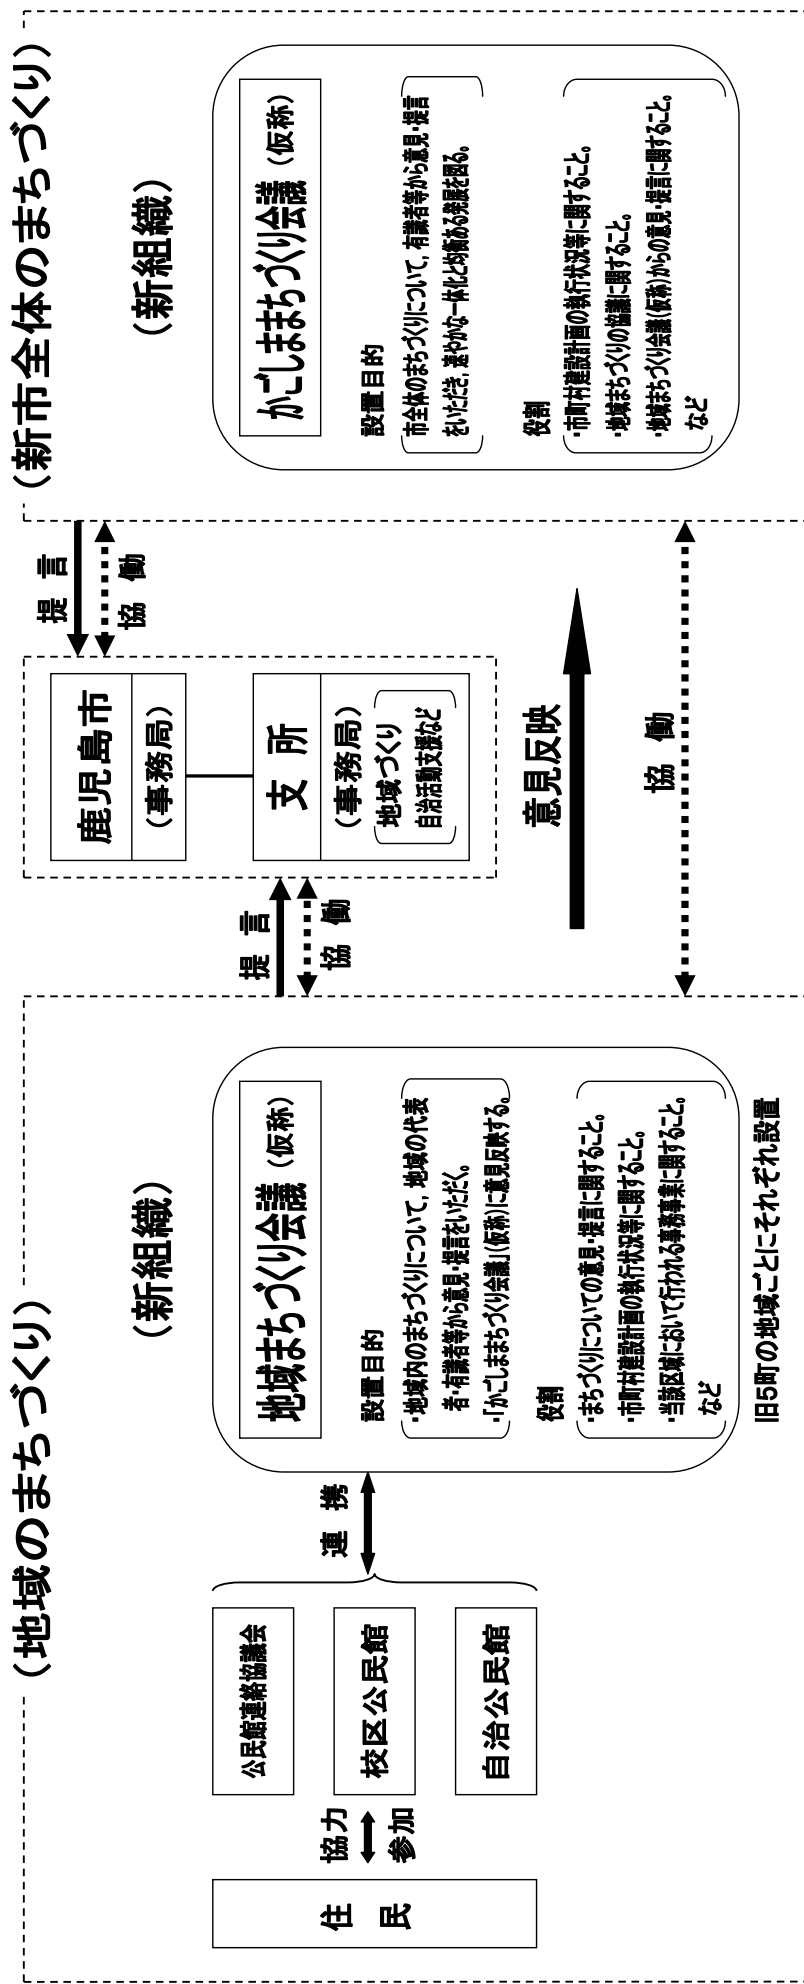 （地域のまちづくり）
（新市全体のまちづくり）
住　民
協力
参加
公民館連絡協議会
校区公民館
自治公民館
連　携
（新組織）
地域まちづくり会議（仮称）
設置目的
・地域内のまちづくりについて，地域の代表
者・有識者等から意見・提言をいただく。
・「かごしままちづくり会議」（仮称）に意見反映する。
役割
・まちづくりについての意見・提言に関すること。
・市町村建設計画の執行状況等に関すること。
・当該区域において行われる事務事業に関すること。
など
旧5町の地域ごとにそれぞれ設置
提　言
協　働
鹿児島市
（事務局）
支　所
（事務局）
地域づくり
自治活動支援など
意見反映
協　働
提　言
協　働
（新組織）
かごしままちづくり会議（仮称）
設置目的
市全体のまちづくりについて，有識者等から意見・提言
をいただき，速やかな一体化と均衡ある発展を図る。
役割
・市町村建設計画の執行状況等に関すること。
・地域まちづくりの協議に関すること。
・地域まちづくり会議（仮称）からの意見・提言に関すること。
など